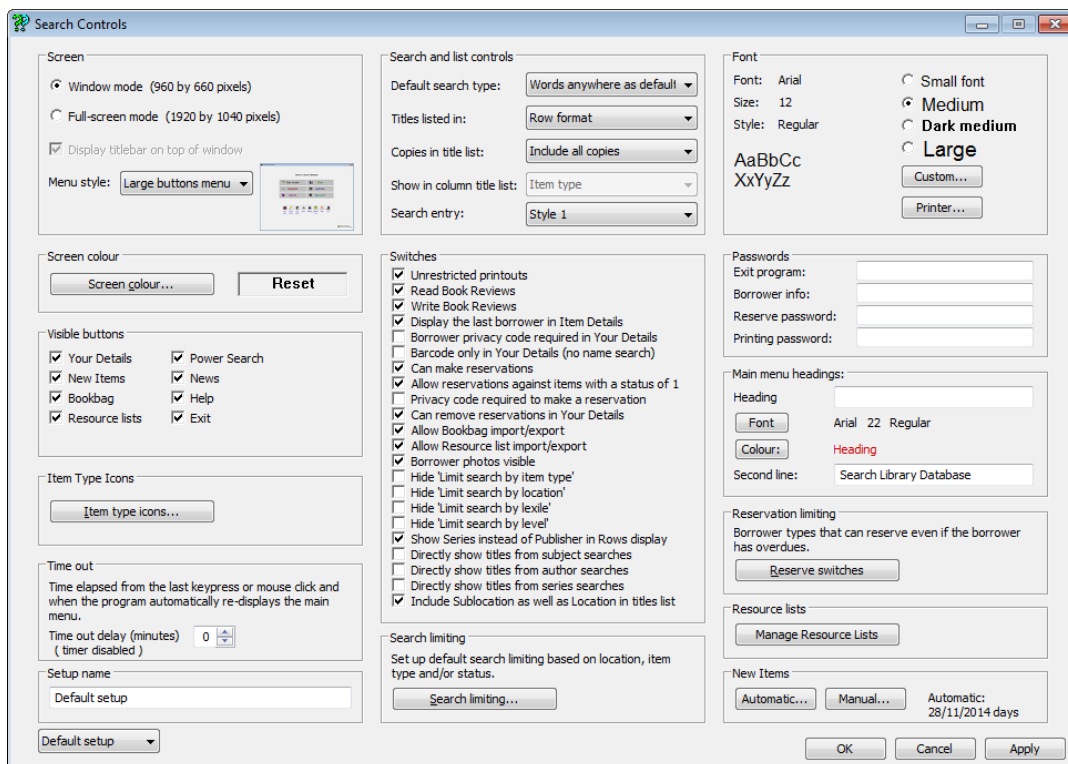 Search Controls
Screen
Window mode (960 by 660 pixels)
Full-screen mode (1920 by 1040 pixels)
Display titlebar on top of window
Menu style: Large buttons menu
Screen colour
Screen colour... Reset
Visible buttons
Your Details Power Search
New Items News
Bookbag Help
Resource lists Exit
Item Type Icons
Item type icons...
Time out
Time elapsed from the last keypress or mouse click and
when the program automatically re-displays the main
menu.
Time out delay (minutes) 0
( timer disabled )
Setup name
Default setup
Default setup
Search and list controls
Default search type: Words anywhere as default
Titles listed in: Row format
Copies in title list: Include all copies
Show in column title list: Item type
Search entry: Style 1
Switches
Unrestricted printouts
Read Book Reviews
Write Book Reviews
Display the last borrower in Item Details
Borrower privacy code required in Your Details
Barcode only in Your Details (no name search)
Can make reservations
Allow reservations against items with a status of 1
Privacy code required to make a reservation
Can remove reservations in Your Details
Allow Bookbag import/export
Allow Resource list import/export
Borrower photos visible
Hide 'Limit search by item type'
Hide 'Limit search by location'
Hide 'Limit search by lexile'
Hide 'Limit search by level'
Show Series instead of Publisher in Rows display
Directly show titles from subject searches
Directly show titles from author searches
Directly show titles from series searches
Include Sublocation as well as Location in titles list
Search limiting
Set up default search limiting based on location, item
type and/or status.
Search limiting...
Font
Font: Arial
Size: 12
Style: Regular
AaBbCc
XxYyZz
Small font
Medium
Dark medium
Large
Custom...
Printer...
Passwords
Exit program:
Borrower info:
Reserve password:
Printing password:
Main menu headings:
Heading
Font Arial 22 Regular
Colour: Heading
Second line: Search Library Database
Reservation limiting
Borrower types that can reserve even if the borrower
has overdues.
Reserve switches
Resource lists
Manage Resource Lists
New Items
Automatic... Manual... Automatic:
28/11/2014 days
OK Cancel Apply